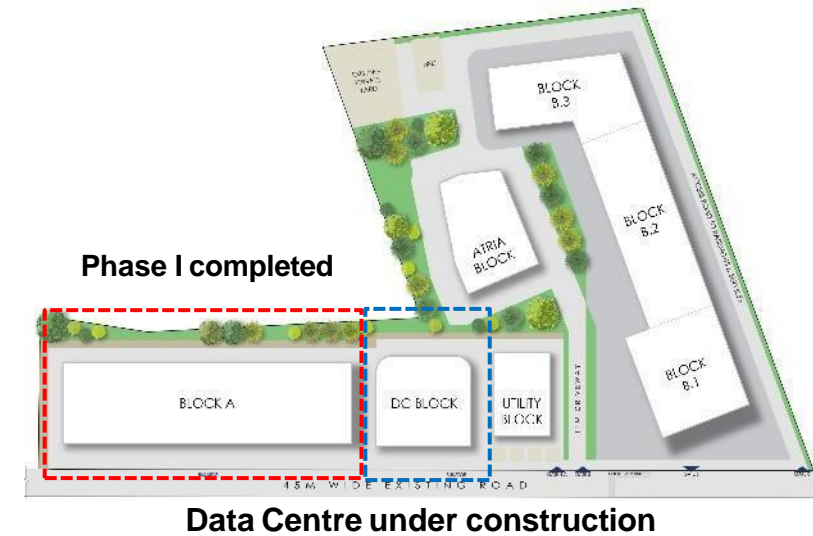 BLOCK
B.3
BLOCK
B.2
ATRIA
BLOCK
Phase I completed
BLOCK
B.1
BLOCK A
DC BLOCK
UTILITY
BLOCK
11M DRIVEWAY
45M WIDE EXISTING ROAD
Data Centre under construction